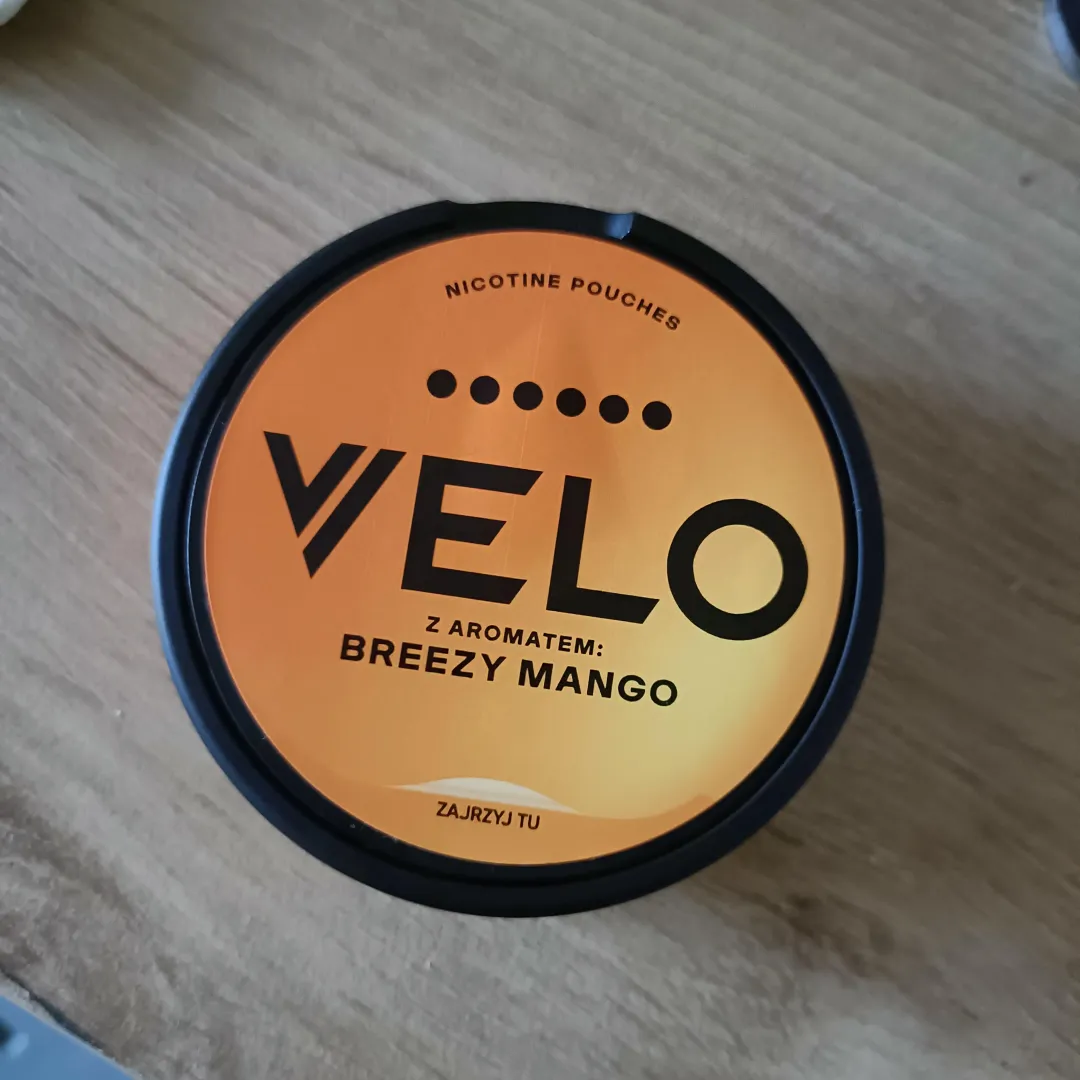 NICOTINE POUCHES
VELO
Z AROMATEM:
BREEZY MANGO
ZAJRZYJ TU